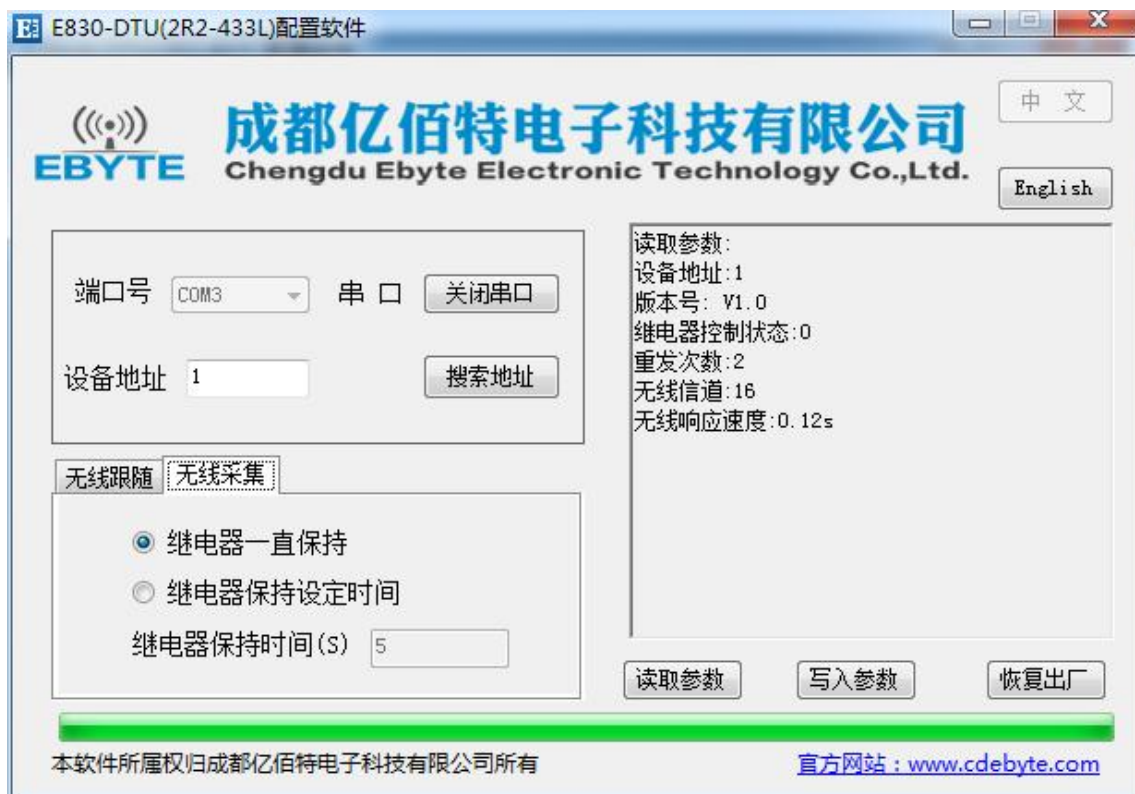 E830-DTU(2R2-433L)配置软件
EBYTE
成都亿佰特电子科技有限公司
Chengdu Ebyte Electronic Technology Co.,Ltd.
中 文
English
端口号 COM3 串 口 关闭串口
设备地址 1 搜索地址
无线跟随 无线采集
继电器一直保持
继电器保持设定时间
继电器保持时间(S) 5
读取参数:
设备地址:1
版本号: V1.0
继电器控制状态:0
重发次数:2
无线信道:16
无线响应速度:0.12s
读取参数 写入参数 恢复出厂
本软件所属权归成都亿佰特电子科技有限公司所有 官方网站：www.cdebyte.com